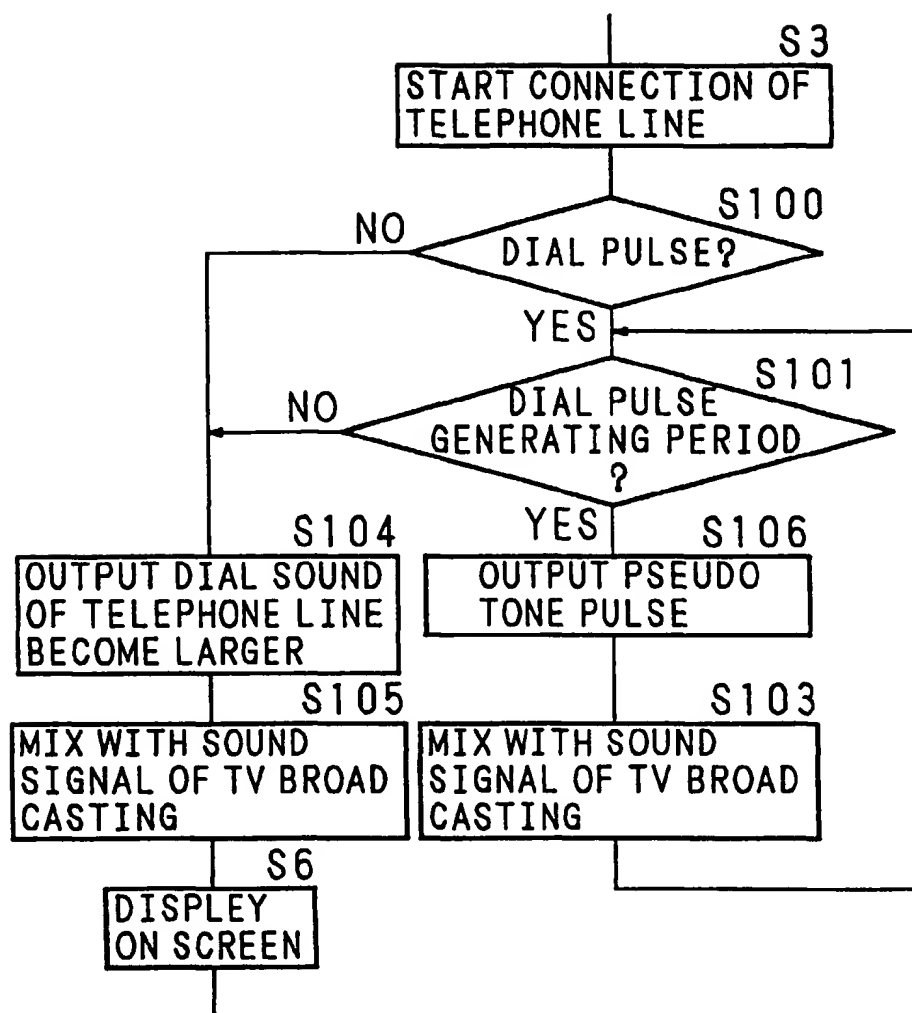 S3
START CONNECTION OF
TELEPHONE LINE
S100
NO
DIAL PULSE?
YES
S101
NO
DIAL PULSE
GENERATING PERIOD
?
YES
S104
OUTPUT DIAL SOUND
OF TELEPHONE LINE
BECOME LARGER
S106
OUTPUT PSEUDO
TONE PULSE
S105
MIX WITH SOUND
SIGNAL OF TV BROAD
CASTING
S103
MIX WITH SOUND
SIGNAL OF TV BROAD
CASTING
S6
DISPLEY
ON SCREEN